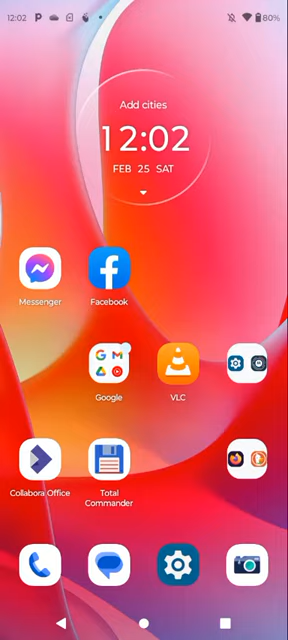 12:02
80%
Add cities
12:02
FEB 25 SAT
Messenger
Facebook
Google
VLC
Collabora Office
Total
Commander